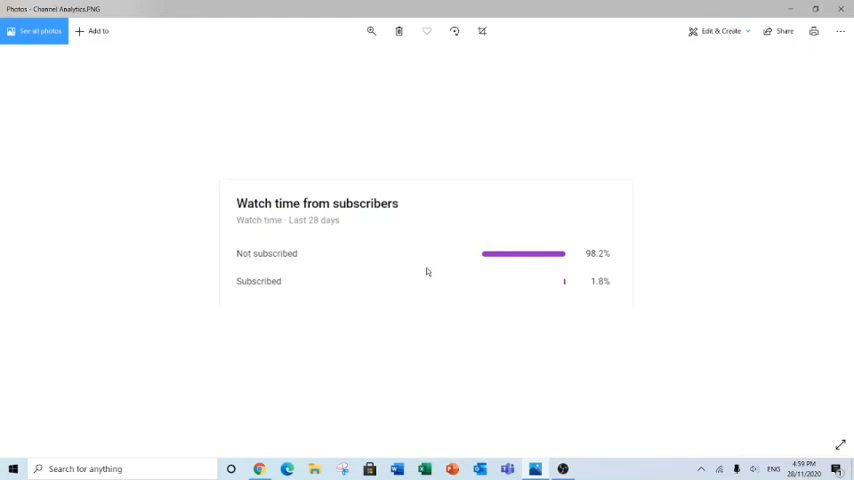 Photos - Channel Analytics.PNG
See all photos
Add to
Edit & Create
Share
Watch time from subscribers
Watch time · Last 28 days
Not subscribed 98.2%
Subscribed 1.8%
Search for anything
ENG
4:59 PM
28/11/2020